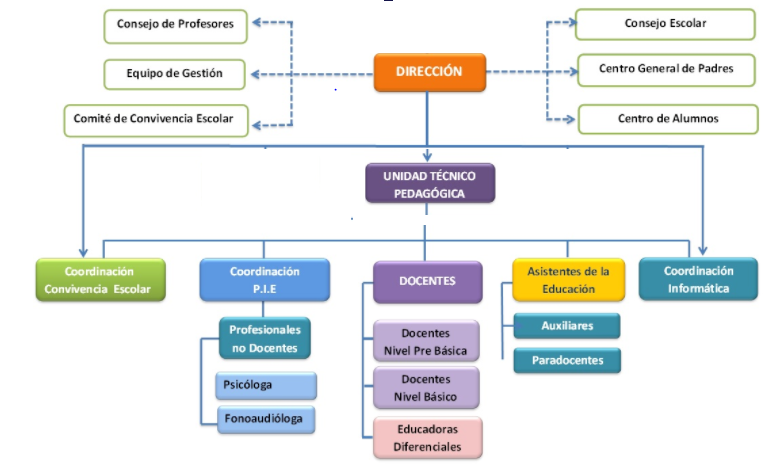 Consejo de Profesores
Consejo Escolar
Equipo de Gestión
DIRECCIÓN
Centro General de Padres
Comité de Convivencia Escolar
Centro de Alumnos
UNIDAD TÉCNICO
PEDAGÓGICA
Coordinación
Convivencia Escolar
Coordinación
P.I.E
DOCENTES
Asistentes de la
Educación
Coordinación
Informática
Profesionales
no Docentes
Psicóloga
Fonoaudióloga
Docentes
Nivel Pre Básica
Docentes
Nivel Básico
Educadoras
Diferenciales
Auxiliares
Paradocentes